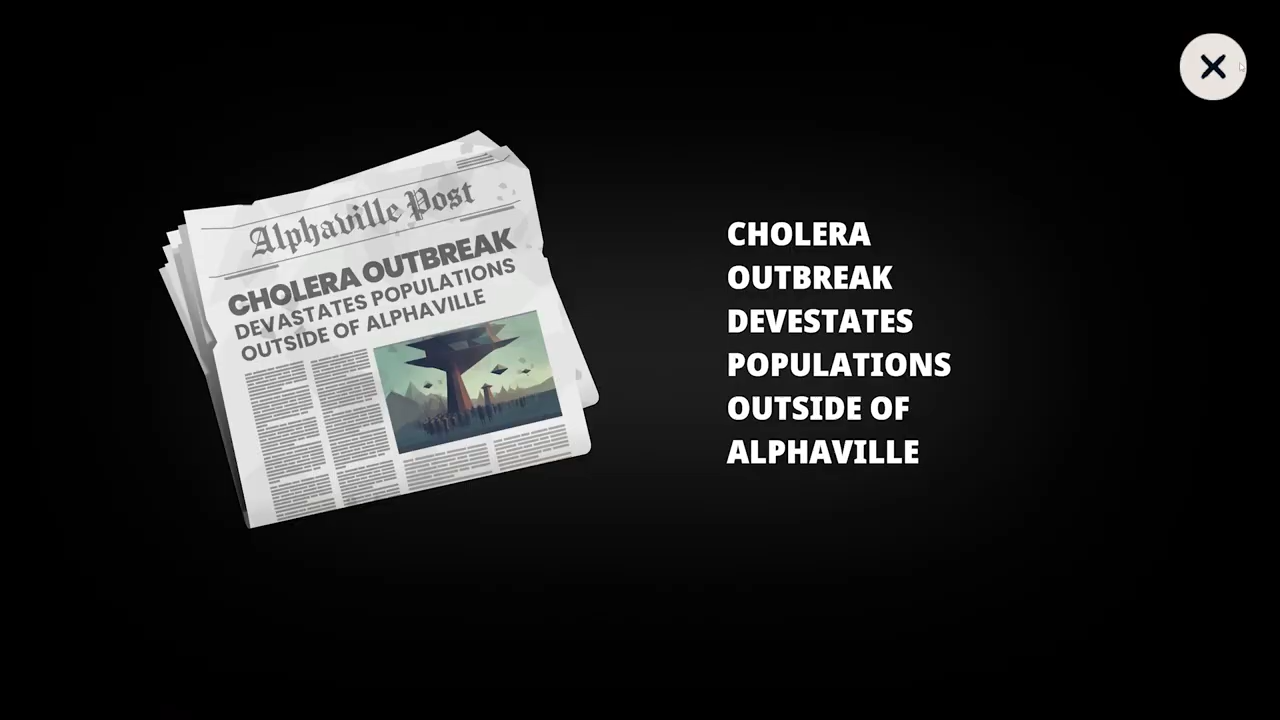 Alphaville Post
CHOLERA OUTBREAK
DEVASTATES POPULATIONS
OUTSIDE OF ALPHAVILLE
CHOLERA
OUTBREAK
DEVESTATES
POPULATIONS
OUTSIDE OF
ALPHAVILLE